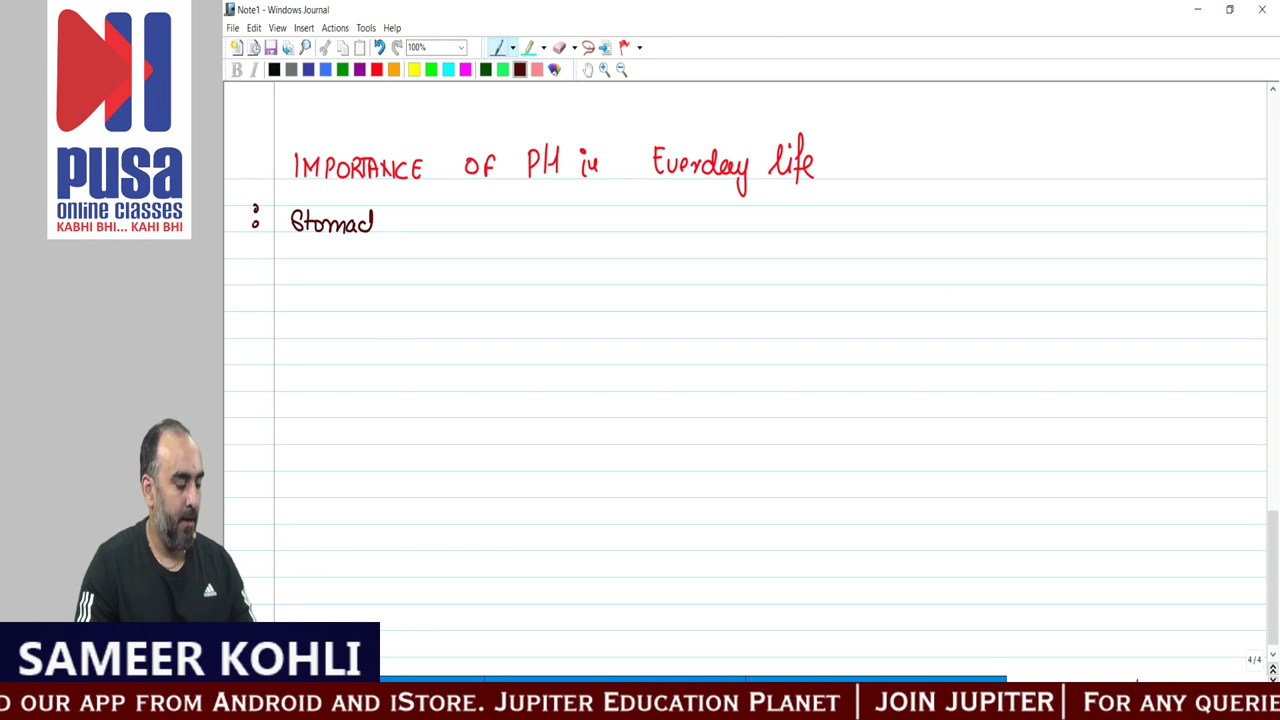 Note1 - Windows Journal
File Edit View Insert Actions Tools Help
100%
B I
PUSA
ONLINE CLASSES
KABHI BHI... KAHI BHI
IMPORTANCE OF PH in Everday life
: Stomad
4/4
SAMEER KOHLI
D OUR APP FROM ANDROID AND iSTORE. JUPITER EDUCATION PLANET | JOIN JUPITER | FOR ANY QUERIE